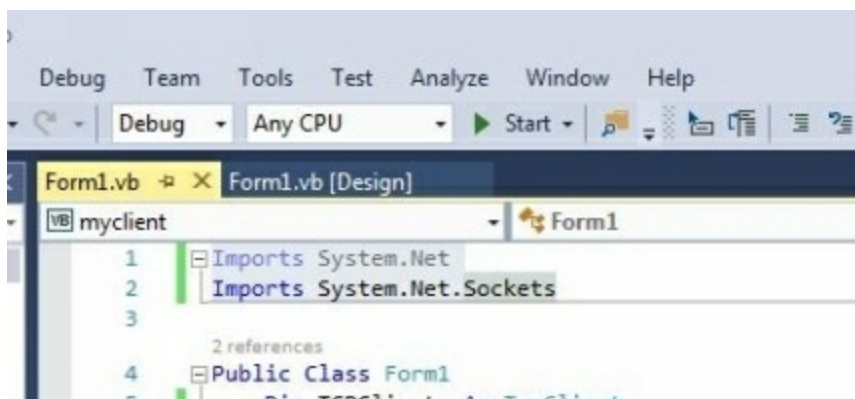 Debug Team Tools Test Analyze Window Help
Debug Any CPU Start
Form1.vb Form1.vb [Design]
VB myclient Form1
1 Imports System.Net
2 Imports System.Net.Sockets
3
2 references
4 Public Class Form1